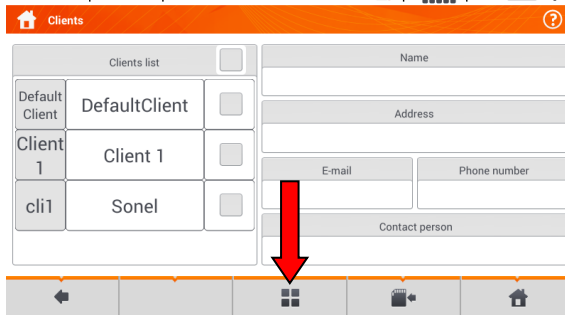 Clients
?
Clients list
Name
Default
Client
DefaultClient
Address
Client
1
Client 1
E-mail
Phone number
cli1
Sonel
Contact person